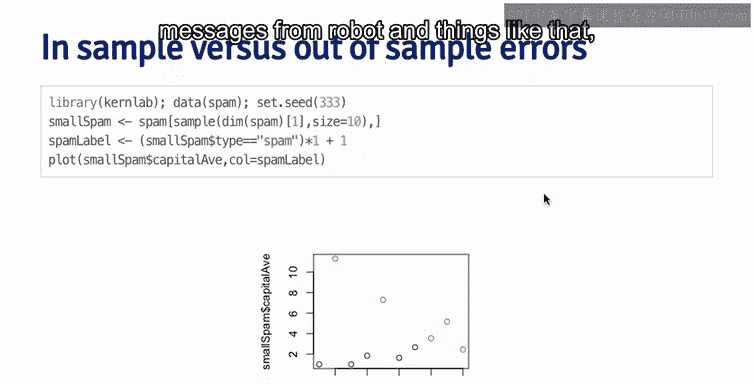 messages from robot and things like that,
In sample versus out of sample errors
library(kernlab); data(spam); set.seed(333)
smallSpam <- spam[sample(dim(spam)[1],size=10),]
spamLabel <- (smallSpam$type=="spam")*1 + 1
plot(smallSpam$capitalAve,col=spamLabel)
smallSpam$capitalAve
10
8
6
4
2